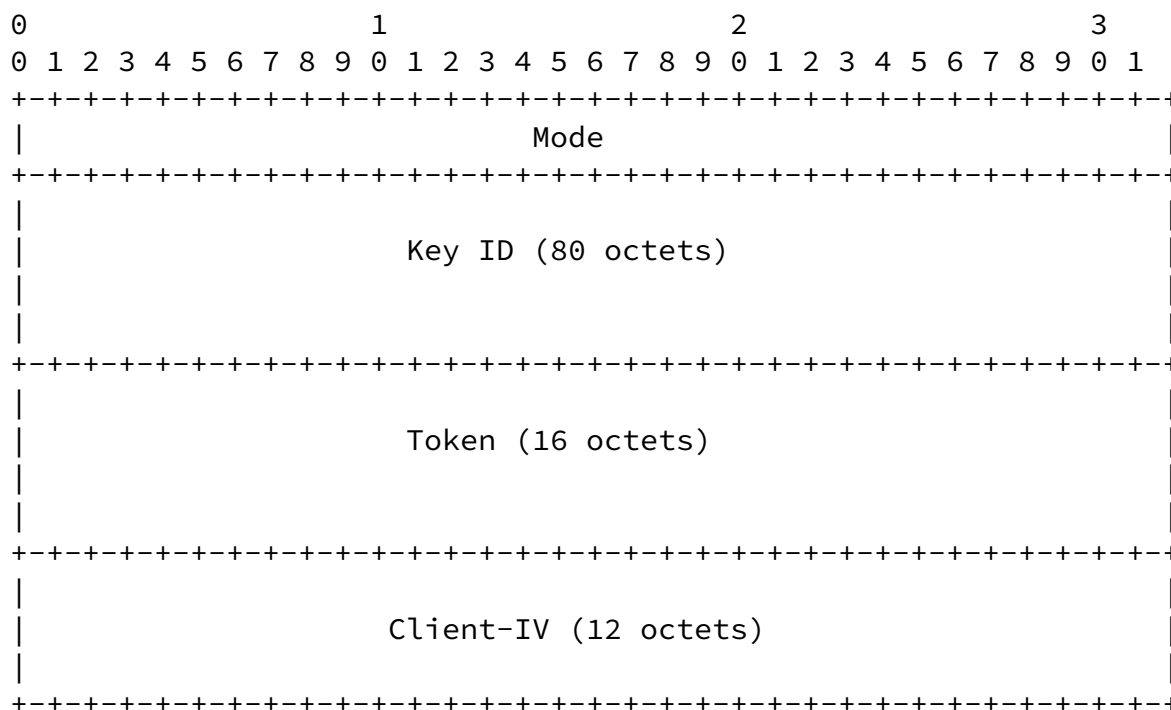 0 1 2 3
0 1 2 3 4 5 6 7 8 9 0 1 2 3 4 5 6 7 8 9 0 1 2 3 4 5 6 7 8 9 0 1
+-+-+-+-+-+-+-+-+-+-+-+-+-+-+-+-+-+-+-+-+-+-+-+-+-+-+-+-+-+-+-+-+
| Mode |
+-+-+-+-+-+-+-+-+-+-+-+-+-+-+-+-+-+-+-+-+-+-+-+-+-+-+-+-+-+-+-+-+
| |
| Key ID (80 octets) |
| |
| |
+-+-+-+-+-+-+-+-+-+-+-+-+-+-+-+-+-+-+-+-+-+-+-+-+-+-+-+-+-+-+-+-+
| |
| Token (16 octets) |
| |
| |
+-+-+-+-+-+-+-+-+-+-+-+-+-+-+-+-+-+-+-+-+-+-+-+-+-+-+-+-+-+-+-+-+
| |
| Client-IV (12 octets) |
| |
+-+-+-+-+-+-+-+-+-+-+-+-+-+-+-+-+-+-+-+-+-+-+-+-+-+-+-+-+-+-+-+-+